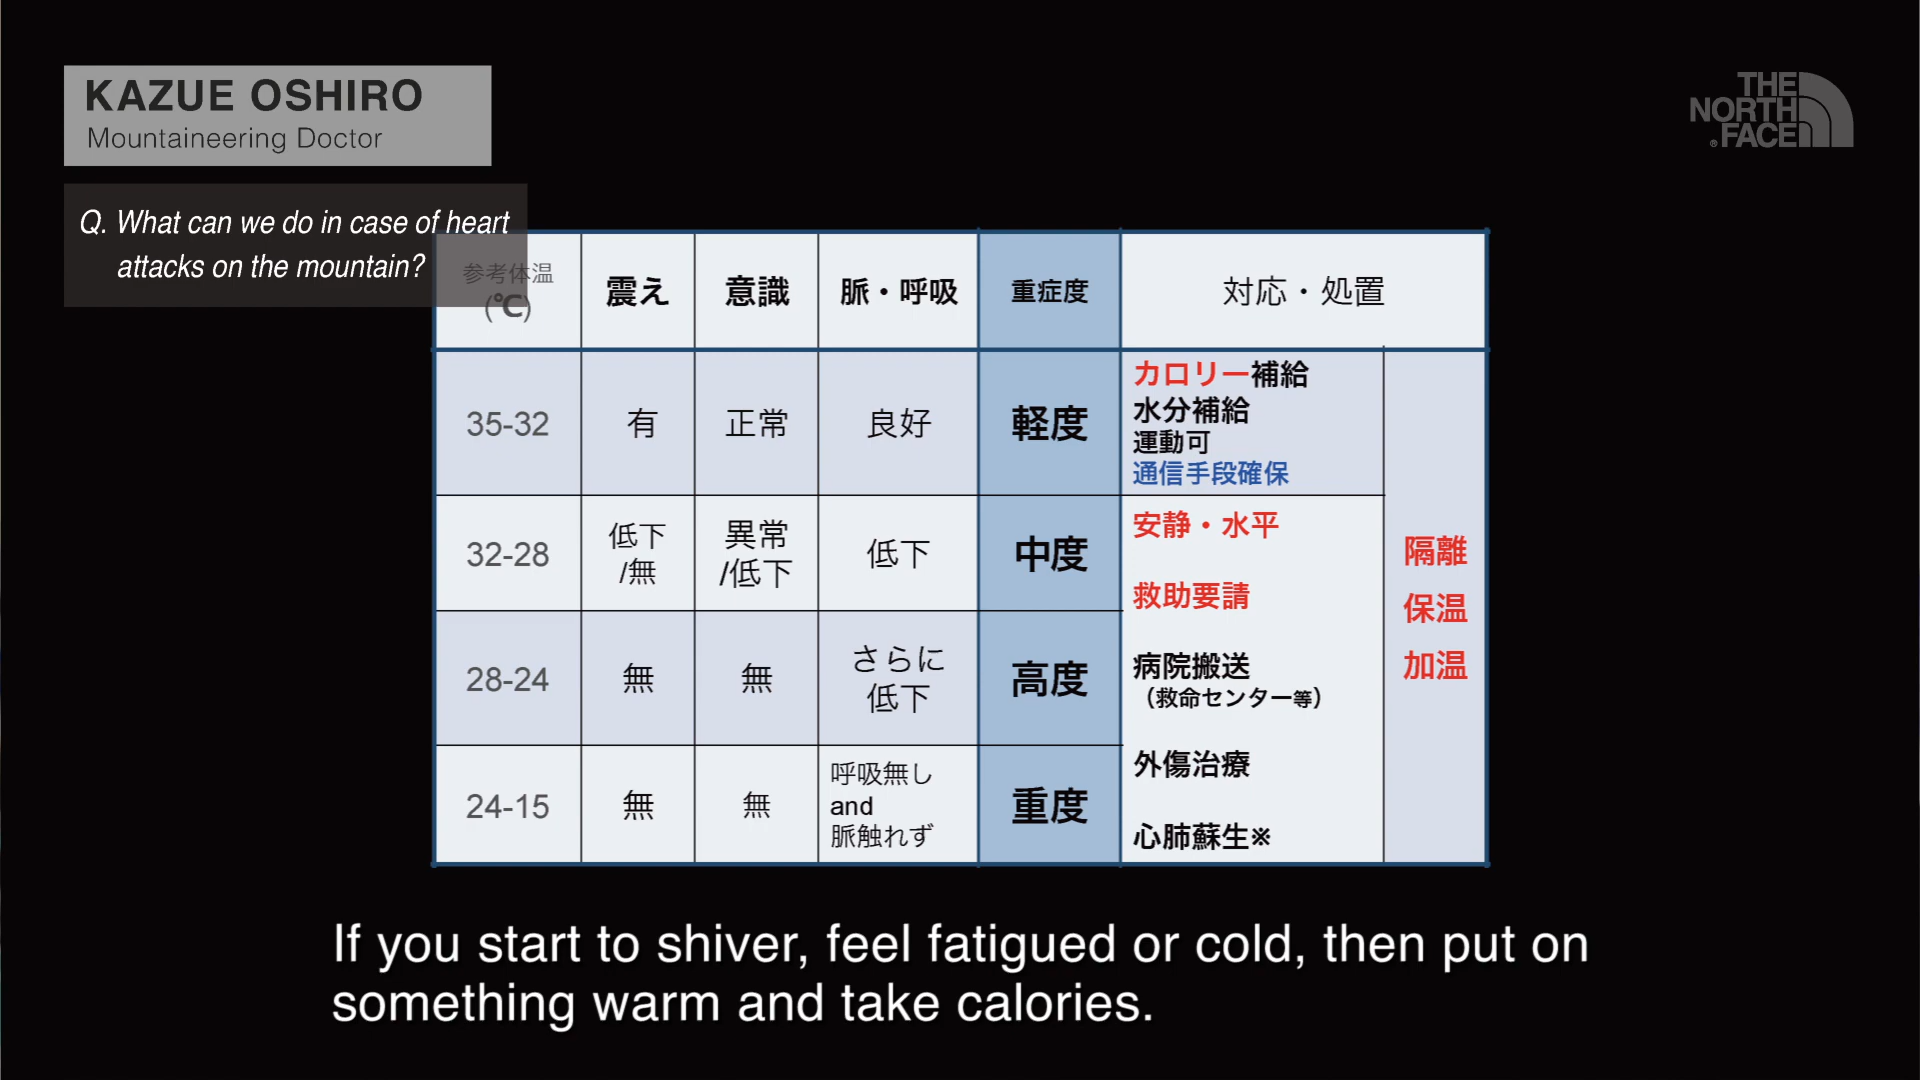 KAZUE OSHIRO
Mountaineering Doctor
THE
NORTH
FACE
Q. What can we do in case of heart
attacks on the mountain?
参考体温
(℃)
震え
意識
脈・呼吸
重症度
対応・処置
35-32
有
正常
良好
軽度
カロリー補給
水分補給
運動可
通信手段確保
32-28
低下
/無
異常
/低下
低下
中度
安静・水平
救助要請
28-24
無
無
さらに
低下
高度
病院搬送
（救命センター等）
24-15
無
無
呼吸無し
and
脈触れず
重度
外傷治療
心肺蘇生※
隔離
保温
加温
If you start to shiver, feel fatigued or cold, then put on
something warm and take calories.